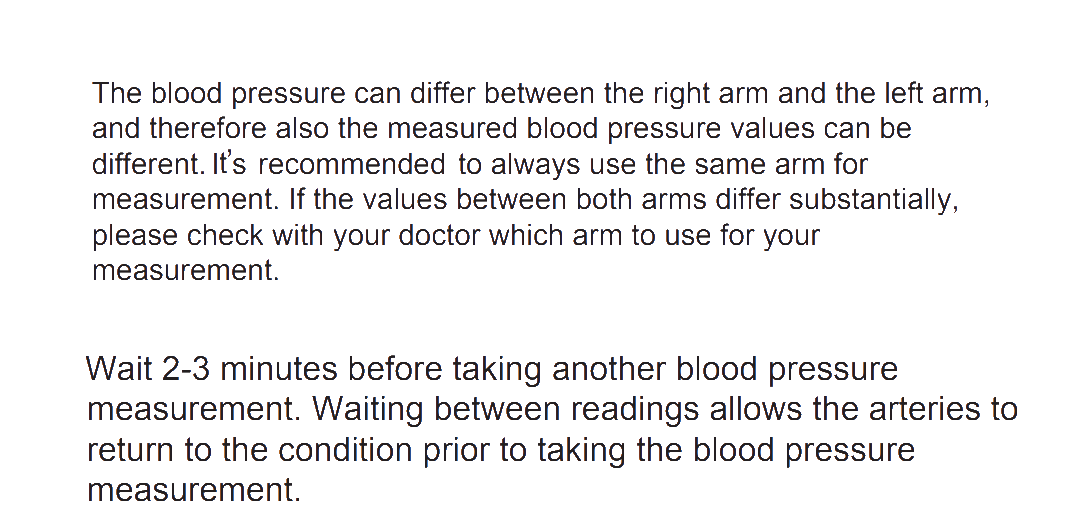 The blood pressure can differ between the right arm and the left arm,
and therefore also the measured blood pressure values can be
different. It’s recommended to always use the same arm for
measurement. If the values between both arms differ substantially,
please check with your doctor which arm to use for your
measurement.
Wait 2-3 minutes before taking another blood pressure
measurement. Waiting between readings allows the arteries to
return to the condition prior to taking the blood pressure
measurement.